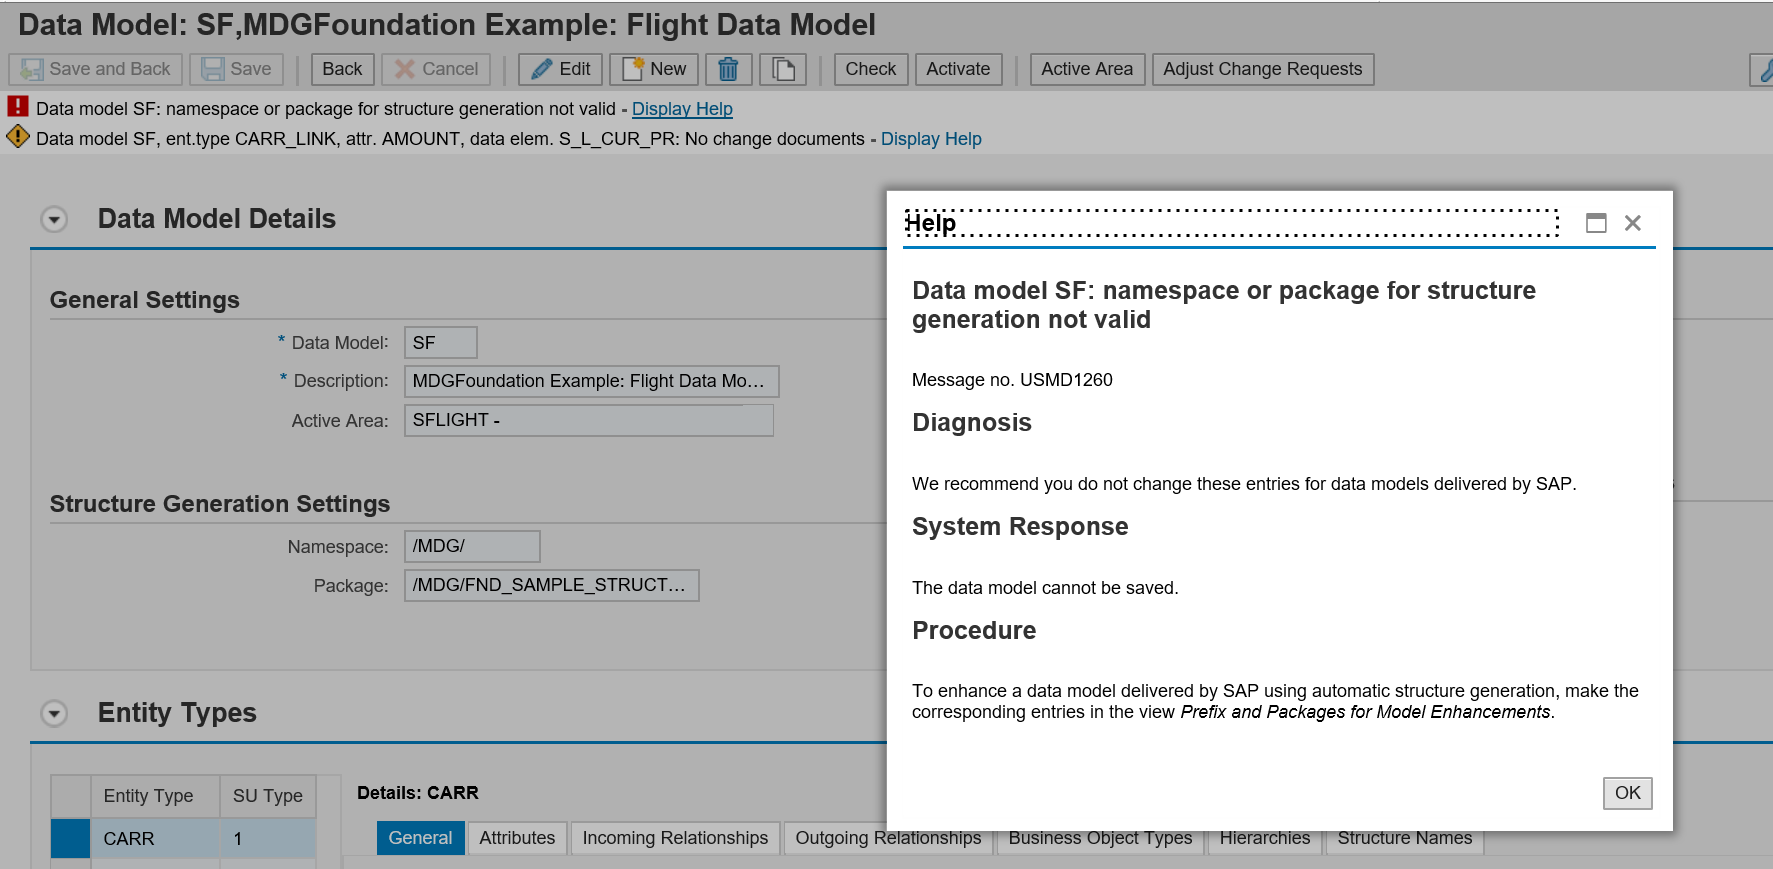 Data Model: SF,MDGFoundation Example: Flight Data Model
Save and Back Save Back Cancel Edit New Check Activate Active Area Adjust Change Requests
Data model SF: namespace or package for structure generation not valid - Display Help
Data model SF, ent.type CARR_LINK, attr. AMOUNT, data elem. S_L_CUR_PR: No change documents - Display Help
Data Model Details
General Settings
* Data Model: SF
* Description: MDGFoundation Example: Flight Data Mo...
Active Area: SFLIGHT -
Structure Generation Settings
Namespace: /MDG/
Package: /MDG/FND_SAMPLE_STRUCT...
Entity Types
Entity Type SU Type
CARR 1
Details: CARR
General Attributes Incoming Relationships Outgoing Relationships Business Object Types Hierarchies Structure Names
Help
Data model SF: namespace or package for structure
generation not valid
Message no. USMD1260
Diagnosis
We recommend you do not change these entries for data models delivered by SAP.
System Response
The data model cannot be saved.
Procedure
To enhance a data model delivered by SAP using automatic structure generation, make the
corresponding entries in the view Prefix and Packages for Model Enhancements.
OK